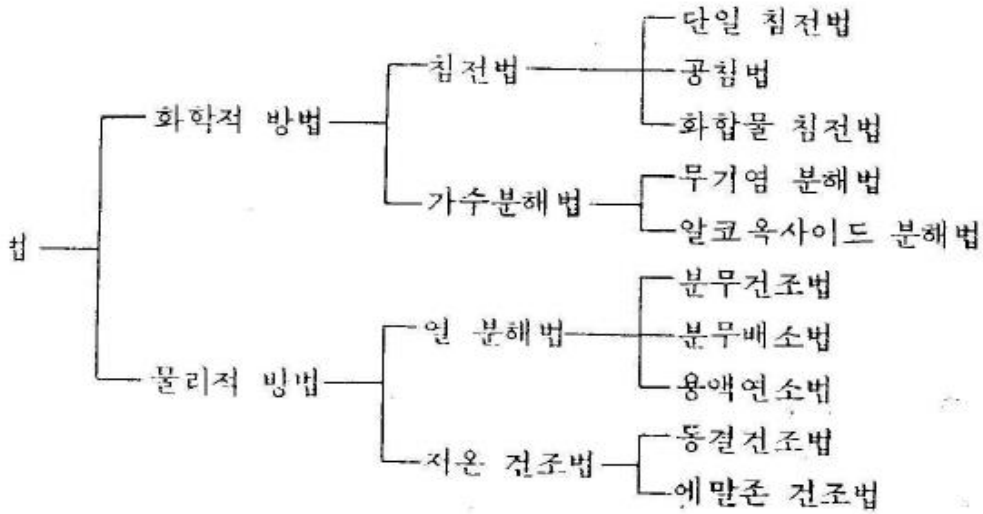 단일 침전법
침전법
공침법
화학적 방법
화합물 침전법
무기염 분해법
가수분해법
알코옥사이드 분해법
법
분무건조법
열 분해법
분무배소법
물리적 방법
용액연소법
동결건조법
저온 건조법
에말존 건조법